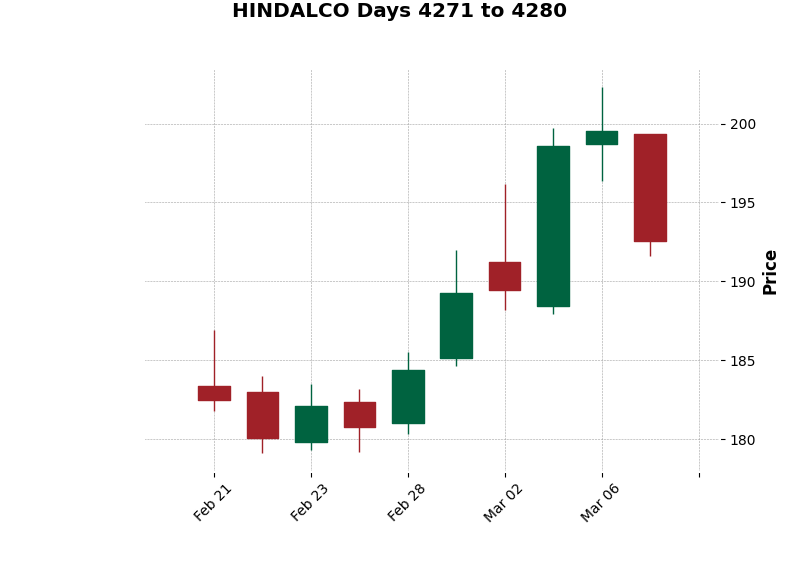 HINDALCO Days 4271 to 4280
200
195
190
185
180
Price
Feb 21
Feb 23
Feb 28
Mar 02
Mar 06